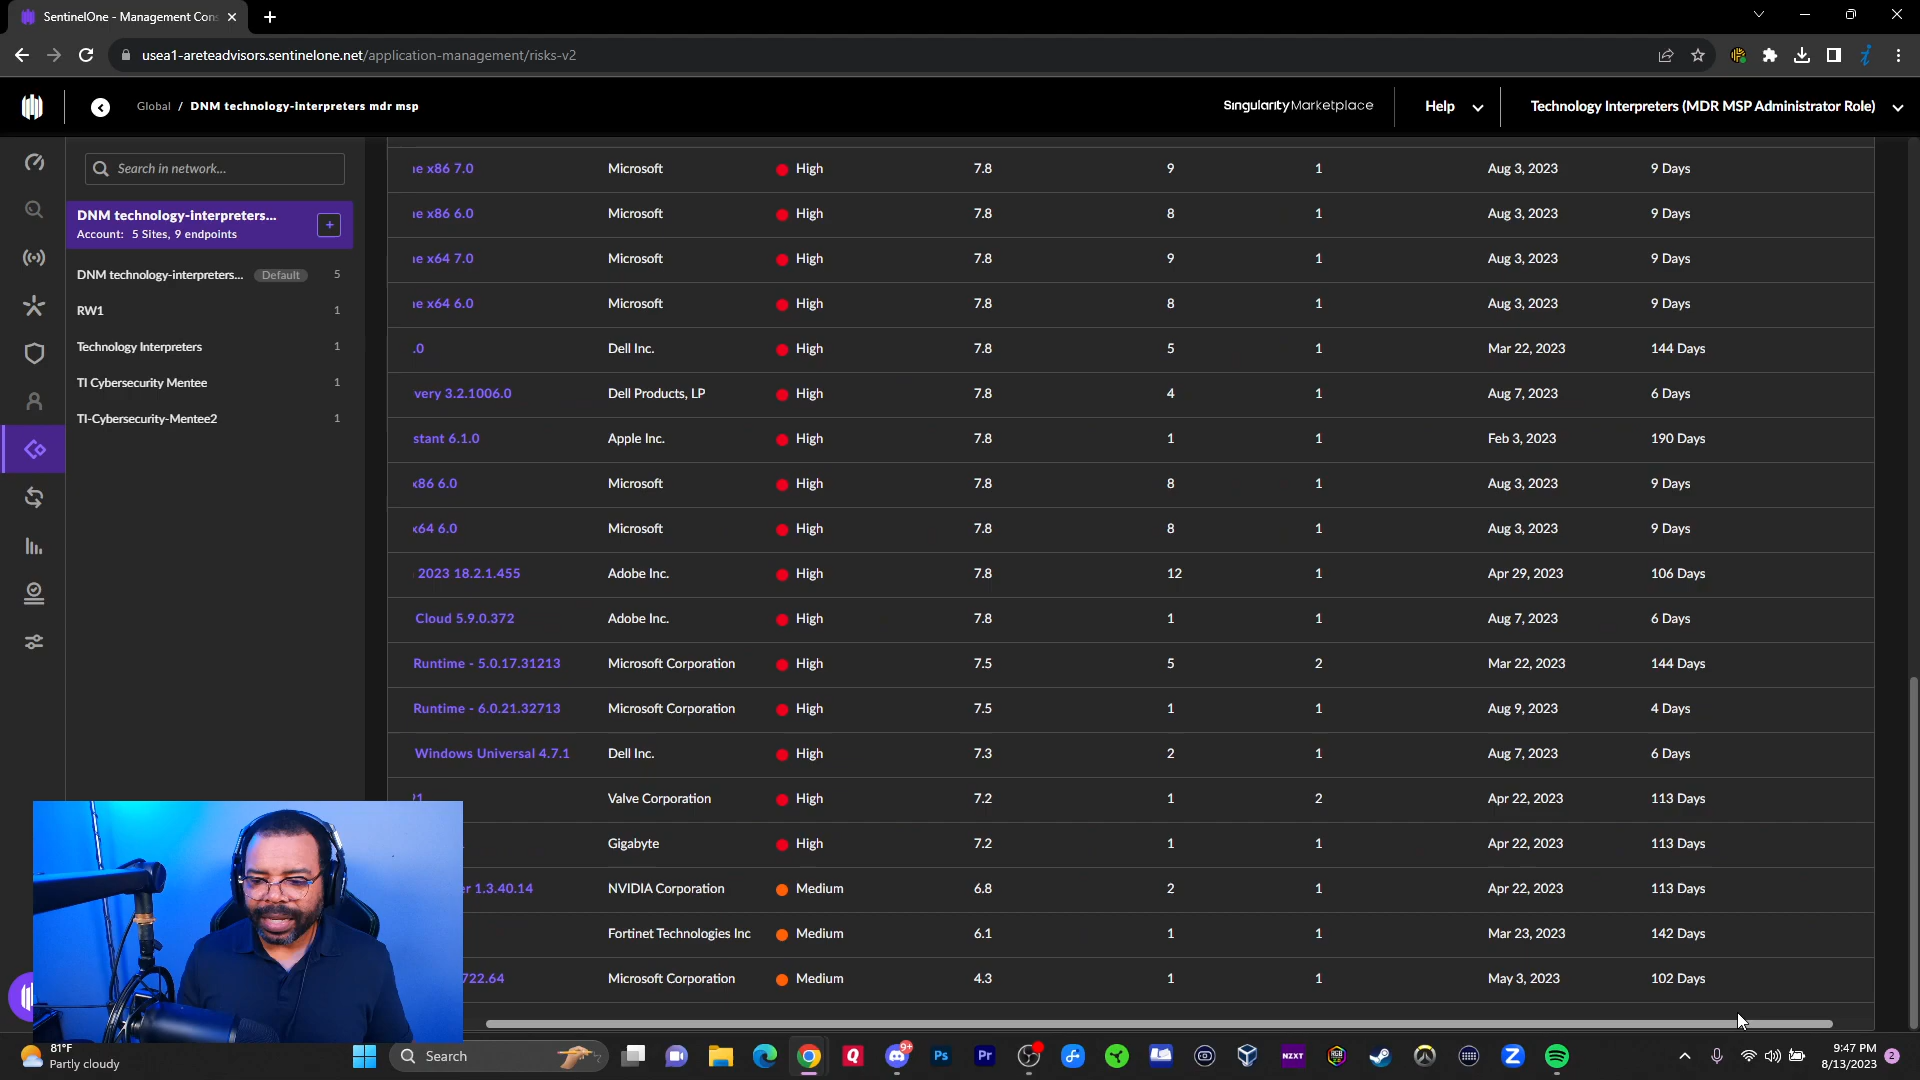 SentinelOne - Management Con
usea1-areteadvisors.sentinelone.net/application-management/risks-v2
Global / DNM technology-interpreters mdr msp
Singularity Marketplace
Help
Technology Interpreters (MDR MSP Administrator Role)
Search in network...
DNM technology-interpreters...
Account: 5 Sites, 9 endpoints
DNM technology-interpreters... Default 5
RW1 1
Technology Interpreters 1
TI Cybersecurity Mentee 1
TI-Cybersecurity-Mentee2 1
e x86 7.0 Microsoft High 7.8 9 1 Aug 3, 2023 9 Days
e x86 6.0 Microsoft High 7.8 8 1 Aug 3, 2023 9 Days
e x64 7.0 Microsoft High 7.8 9 1 Aug 3, 2023 9 Days
e x64 6.0 Microsoft High 7.8 8 1 Aug 3, 2023 9 Days
.0 Dell Inc. High 7.8 5 1 Mar 22, 2023 144 Days
very 3.2.1006.0 Dell Products, LP High 7.8 4 1 Aug 7, 2023 6 Days
stant 6.1.0 Apple Inc. High 7.8 1 1 Feb 3, 2023 190 Days
x86 6.0 Microsoft High 7.8 8 1 Aug 3, 2023 9 Days
x64 6.0 Microsoft High 7.8 8 1 Aug 3, 2023 9 Days
2023 18.2.1.455 Adobe Inc. High 7.8 12 1 Apr 29, 2023 106 Days
Cloud 5.9.0.372 Adobe Inc. High 7.8 1 1 Aug 7, 2023 6 Days
Runtime - 5.0.17.31213 Microsoft Corporation High 7.5 5 2 Mar 22, 2023 144 Days
Runtime - 6.0.21.32713 Microsoft Corporation High 7.5 1 1 Aug 9, 2023 4 Days
Windows Universal 4.7.1 Dell Inc. High 7.3 2 1 Aug 7, 2023 6 Days
Valve Corporation High 7.2 1 2 Apr 22, 2023 113 Days
Gigabyte High 7.2 1 1 Apr 22, 2023 113 Days
er 1.3.40.14 NVIDIA Corporation Medium 6.8 2 1 Apr 22, 2023 113 Days
Fortinet Technologies Inc Medium 6.1 1 1 Mar 23, 2023 142 Days
722.64 Microsoft Corporation Medium 4.3 1 1 May 3, 2023 102 Days
81°F
Partly cloudy
Search
9+
Ps
Pr
NZXT
9:47 PM
8/13/2023
2